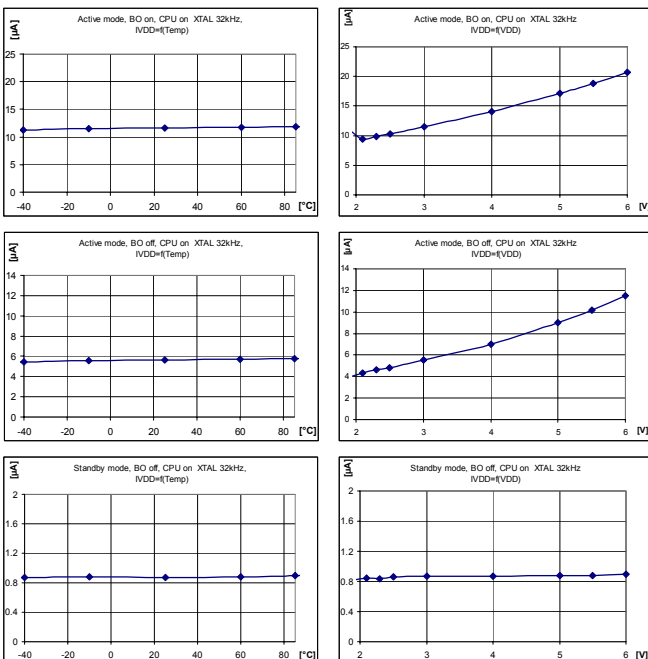 Active mode, BO on, CPU on XTAL 32kHz,
IVDD=f(Temp)
[µA]
25
20
15
10
5
0
-40 -20 0 20 40 60 80 [°C]
Active mode, BO on, CPU on XTAL 32kHz
IVDD=f(VDD)
[µA]
25
20
15
10
5
0
2 3 4 5 6 [V]
Active mode, BO off, CPU on XTAL 32kHz,
IVDD=f(Temp)
[µA]
14
12
10
8
6
4
2
0
-40 -20 0 20 40 60 80 [°C]
Active mode, BO off, CPU on XTAL 32kHz
IVDD=f(VDD)
[µA]
14
12
10
8
6
4
2
0
2 3 4 5 6 [V]
Standby mode, BO off, CPU on XTAL 32kHz,
IVDD=f(Temp)
[µA]
2
1.6
1.2
0.8
0.4
0
-40 -20 0 20 40 60 80 [°C]
Standby mode, BO off, CPU on XTAL 32kHz
IVDD=f(VDD)
[µA]
2
1.6
1.2
0.8
0.4
0
2 3 4 5 6 [V]